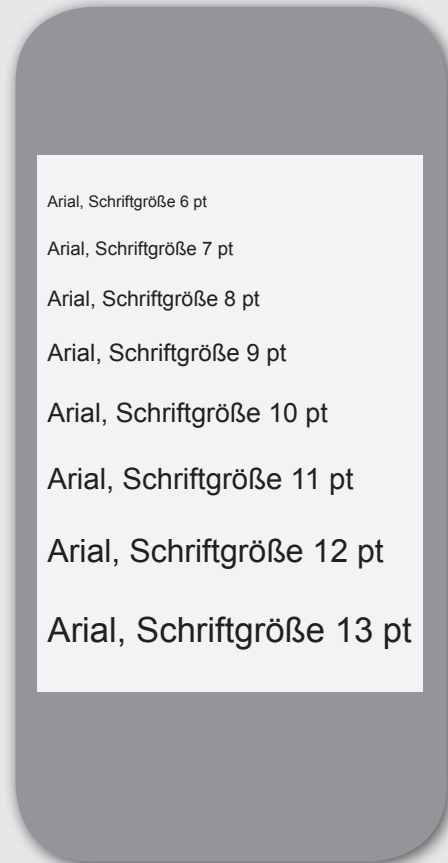 Arial, Schriftgröße 6 pt
Arial, Schriftgröße 7 pt
Arial, Schriftgröße 8 pt
Arial, Schriftgröße 9 pt
Arial, Schriftgröße 10 pt
Arial, Schriftgröße 11 pt
Arial, Schriftgröße 12 pt
Arial, Schriftgröße 13 pt